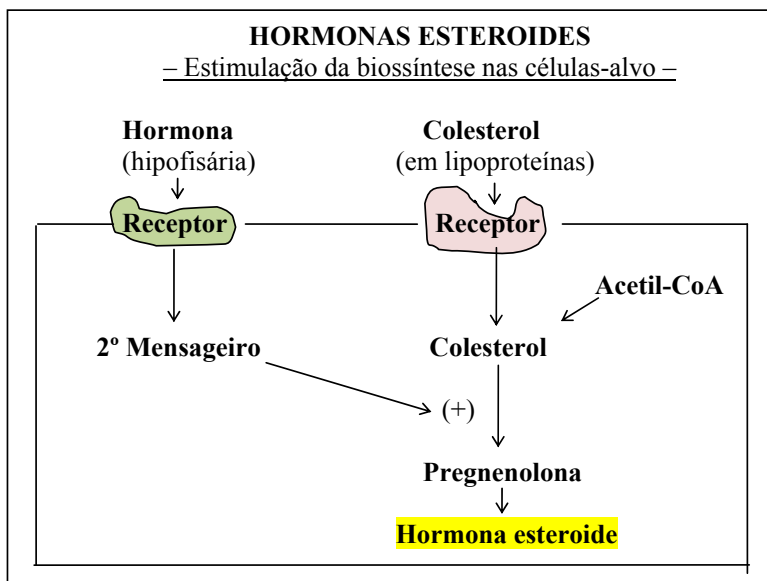 HORMONAS ESTEROIDES
– Estimulação da biossíntese nas células-alvo –
Hormona
(hipofisária)
Colesterol
(em lipoproteínas)
Receptor
Receptor
Acetil-CoA
2º Mensageiro
Colesterol
(+)
Pregnenolona
Hormona esteroide